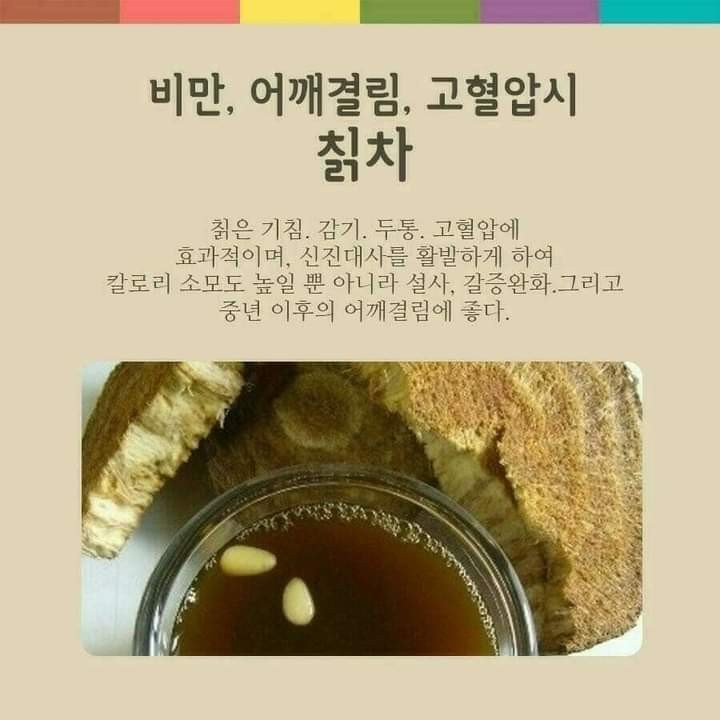 비만, 어깨결림, 고혈압시
칡차
칡은 기침. 감기. 두통. 고혈압에
효과적이며, 신진대사를 활발하게 하여
칼로리 소모도 높일 뿐 아니라 설사, 갈증완화.그리고
중년 이후의 어깨결림에 좋다.